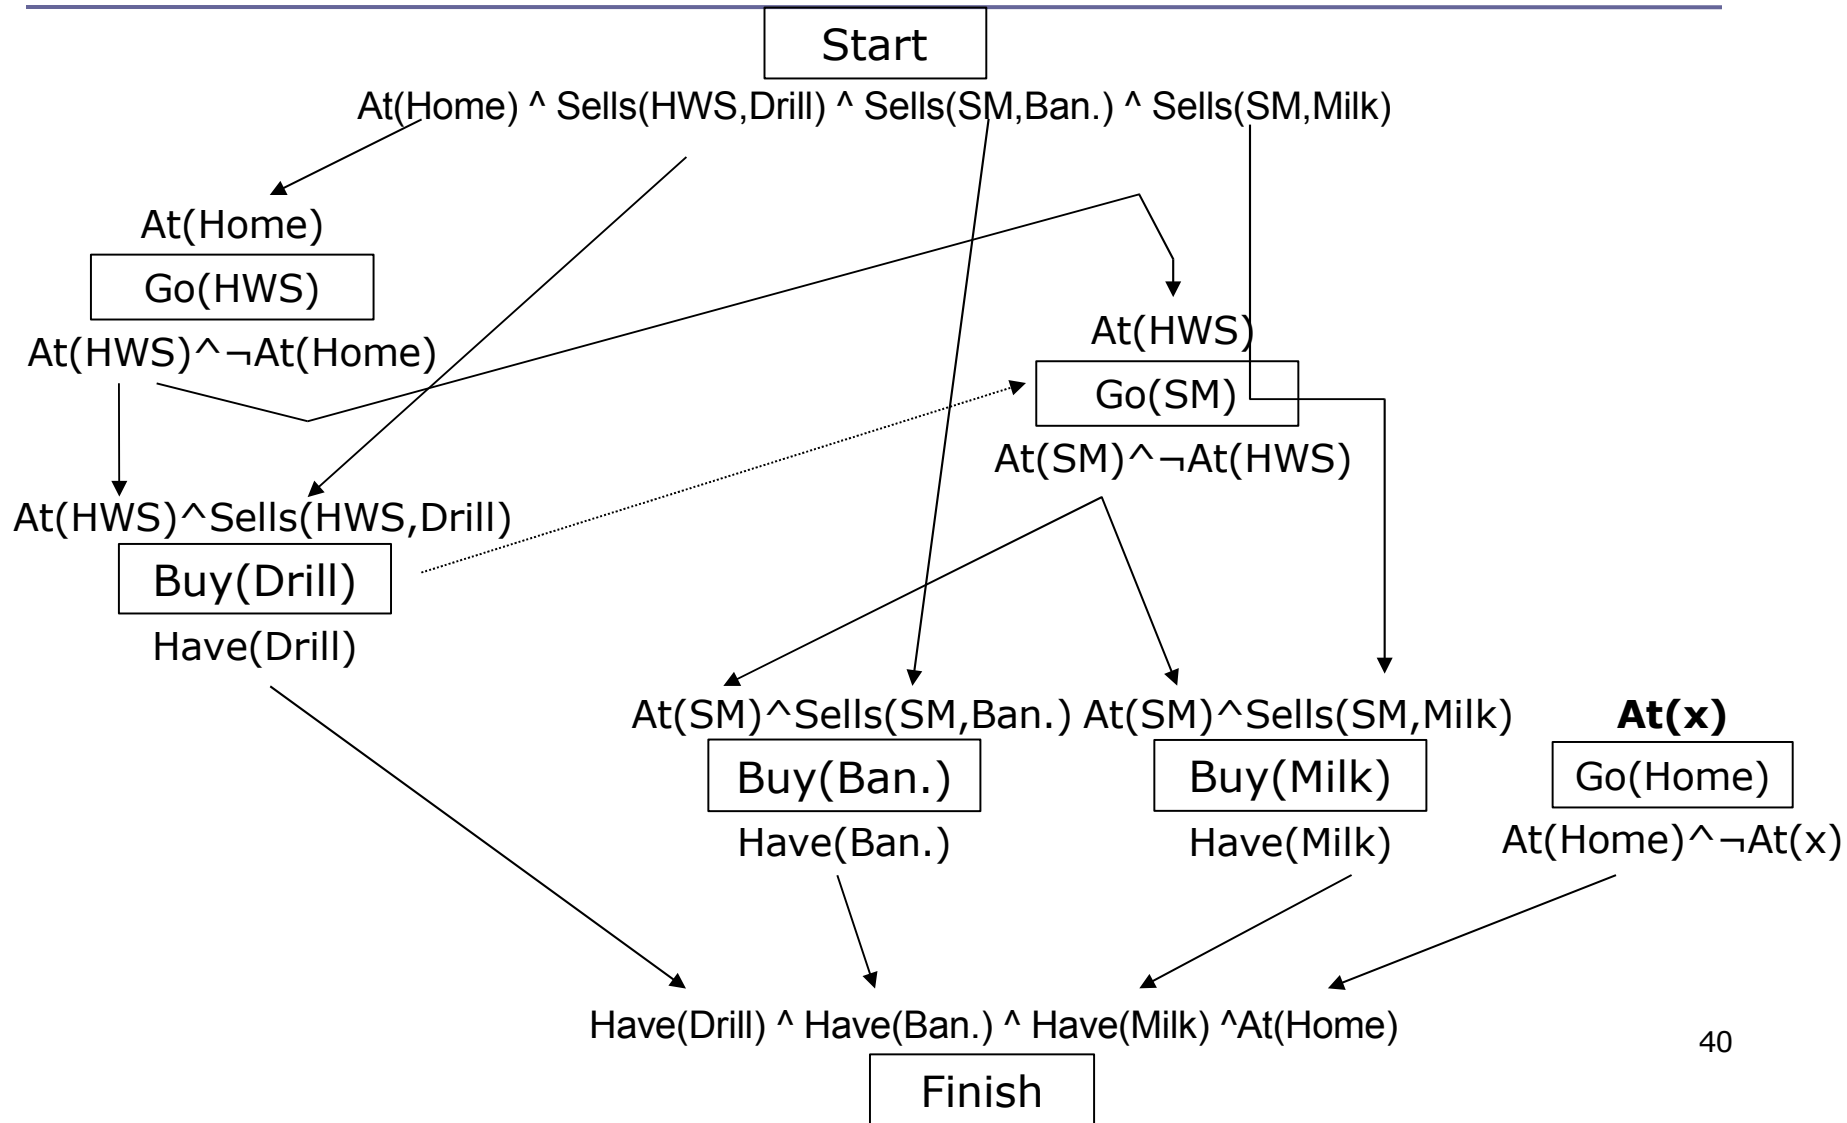 Start
At(Home) ^ Sells(HWS,Drill) ^ Sells(SM,Ban.) ^ Sells(SM,Milk)
At(Home)
Go(HWS)
At(HWS)^¬At(Home)
At(HWS)
Go(SM)
At(SM)^¬At(HWS)
At(HWS)^Sells(HWS,Drill)
Buy(Drill)
Have(Drill)
At(SM)^Sells(SM,Ban.)
Buy(Ban.)
Have(Ban.)
At(SM)^Sells(SM,Milk)
Buy(Milk)
Have(Milk)
At(x)
Go(Home)
At(Home)^¬At(x)
Have(Drill) ^ Have(Ban.) ^ Have(Milk) ^At(Home)
Finish
40